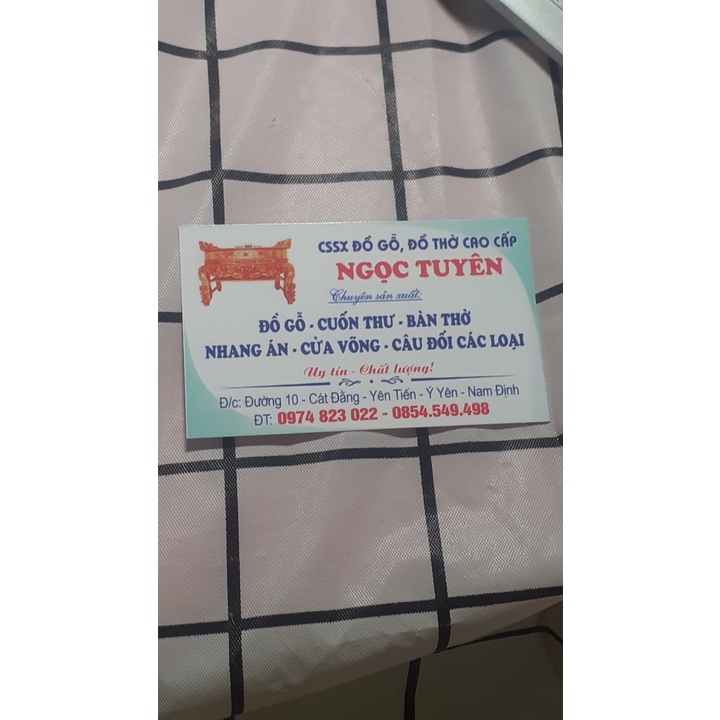 CSSX ĐỒ GỖ, ĐỒ THỜ CAO CẤP
NGỌC TUYÊN
Chuyên sản xuất:
ĐỒ GỖ - CUỐN THƯ - BÀN THỜ
NHANG ÁN - CỬA VÕNG - CÂU ĐỐI CÁC LOẠI
Uy tín - Chất lượng!
Đ/c: Đường 10 - Cát Đằng - Yên Tiến - Ý Yên - Nam Định
ĐT: 0974 823 022 - 0854.549.498